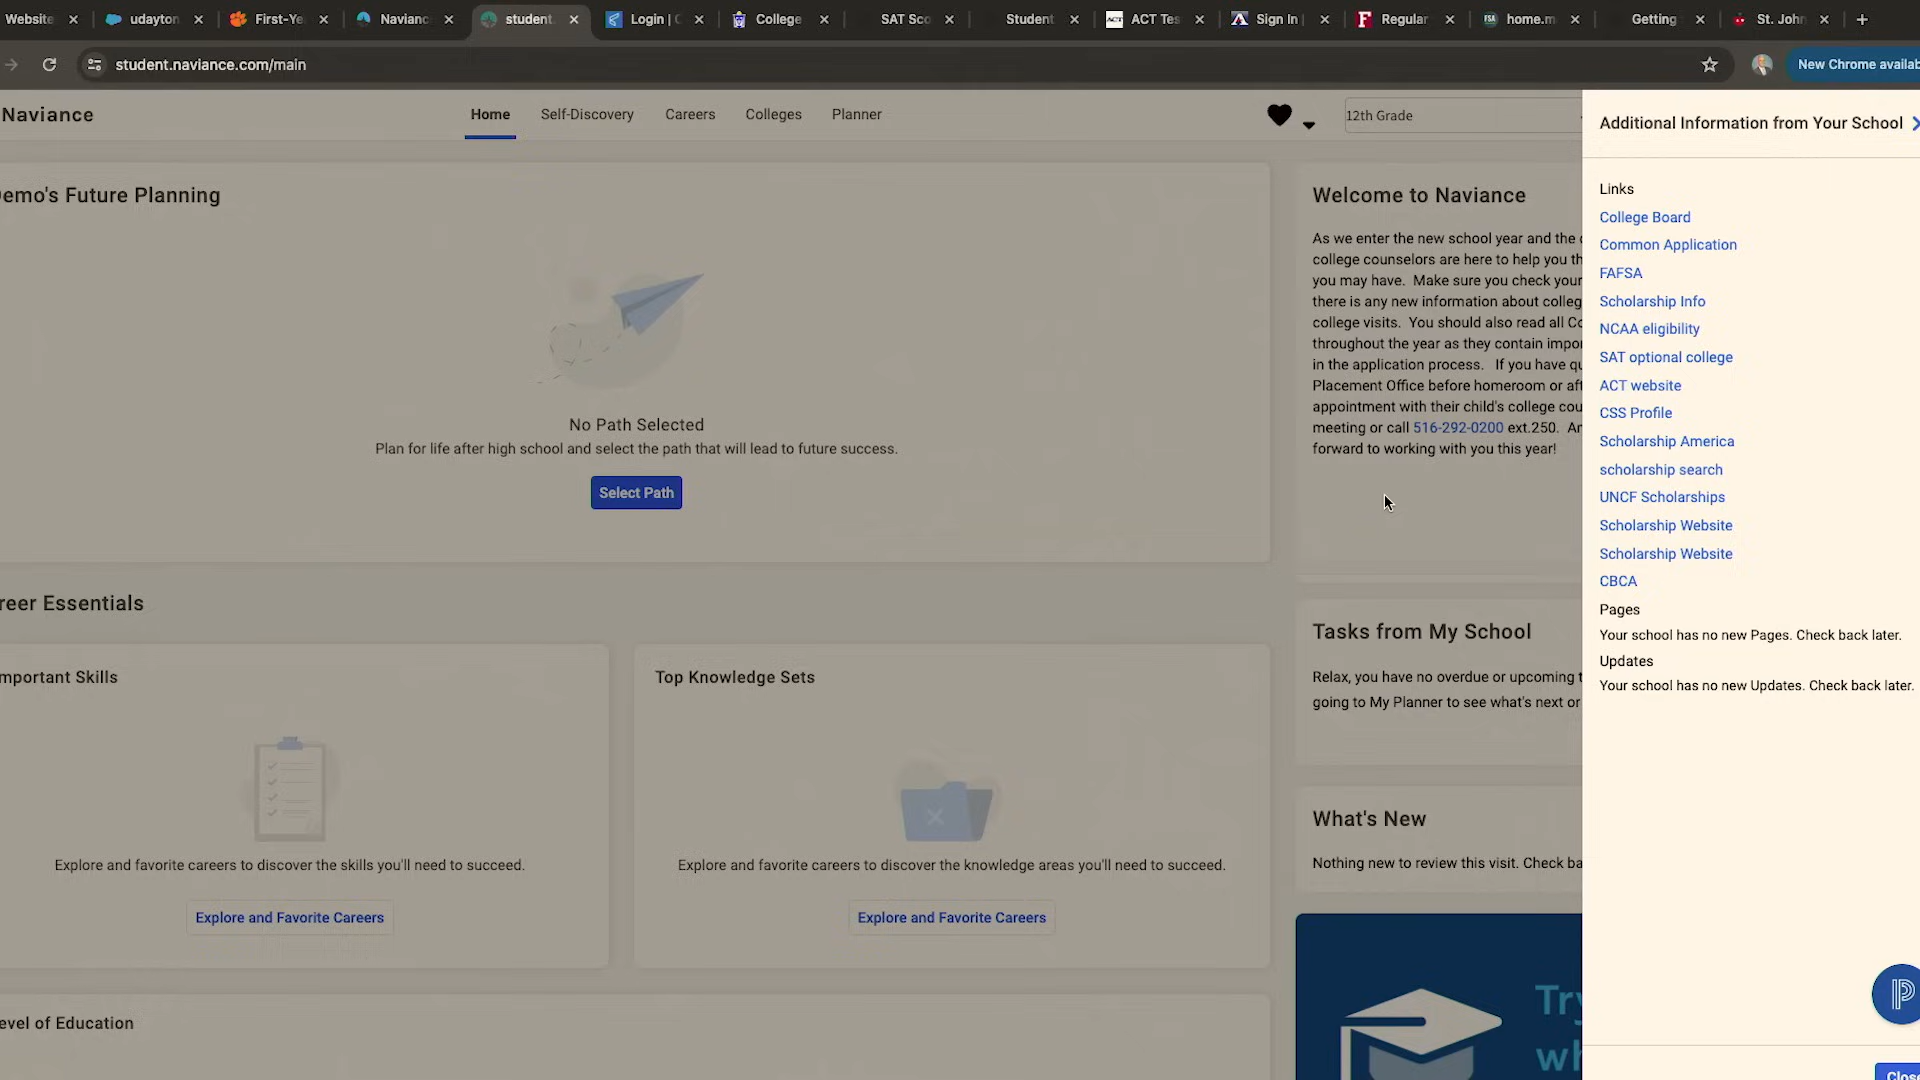 Website
udayton
First-Ye
Navianc
student.
Login | C
College
SAT Sco
Student
ACT
ACT Tes
Sign In |
Regular
FSA
home.m
Getting
St. John
student.naviance.com/main
New Chrome availab
Naviance
Home
Self-Discovery
Careers
Colleges
Planner
12th Grade
emo's Future Planning
No Path Selected
Plan for life after high school and select the path that will lead to future success.
Select Path
reer Essentials
mportant Skills
Explore and favorite careers to discover the skills you'll need to succeed.
Explore and Favorite Careers
Top Knowledge Sets
Explore and favorite careers to discover the knowledge areas you'll need to succeed.
Explore and Favorite Careers
evel of Education
Welcome to Naviance
As we enter the new school year and the
college counselors are here to help you th
you may have. Make sure you check your
there is any new information about colleg
college visits. You should also read all Co
throughout the year as they contain impor
in the application process. If you have qu
Placement Office before homeroom or aft
appointment with their child's college cou
meeting or call 516-292-0200 ext.250. An
forward to working with you this year!
Tasks from My School
Relax, you have no overdue or upcoming t
going to My Planner to see what's next or
What's New
Nothing new to review this visit. Check ba
Try
wh
Additional Information from Your School
Links
College Board
Common Application
FAFSA
Scholarship Info
NCAA eligibility
SAT optional college
ACT website
CSS Profile
Scholarship America
scholarship search
UNCF Scholarships
Scholarship Website
Scholarship Website
CBCA
Pages
Your school has no new Pages. Check back later.
Updates
Your school has no new Updates. Check back later.
Close